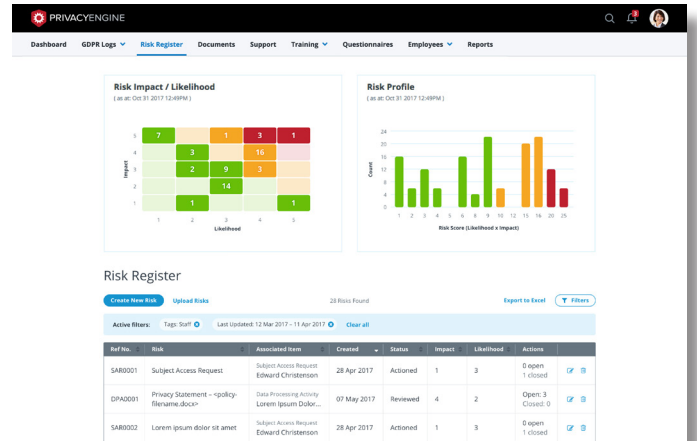 PRIVACYENGINE
3
Dashboard GDPR Logs Risk Register Documents Support Training Questionnaires Employees Reports
Risk Impact / Likelihood
( as at: Oct 31 2017 12:49PM )
5 7 1 3 1
4 3 16
3 2 9 3
2 14
1 1 1
Impact
1 2 3 4 5
Likelihood
Risk Profile
( as at: Oct 31 2017 12:49PM )
24
20
16
12
8
4
0
Count
1 2 3 4 5 6 8 9 10 12 15 16 20 25
Risk Score (Likelihood x Impact)
Risk Register
Create New Risk Upload Risks 28 Risks Found Export to Excel Filters
Active filters: Tags: Staff Last Updated: 12 Mar 2017 – 11 Apr 2017 Clear all
Ref No. Risk Associated Item Created Status Impact Likelihood Actions
SAR0001 Subject Access Request Subject Access Request Edward Christenson 28 Apr 2017 Actioned 1 3 0 open 1 closed
DPA0001 Privacy Statement – <policy-filename.docx> Data Processing Activity Lorem Ipsum Dolor... 07 May 2017 Reviewed 4 2 Open: 3 Closed: 0
SAR0002 Lorem ipsum dolor sit amet Subject Access Request Edward Christenson 28 Apr 2017 Actioned 1 3 0 open 1 closed